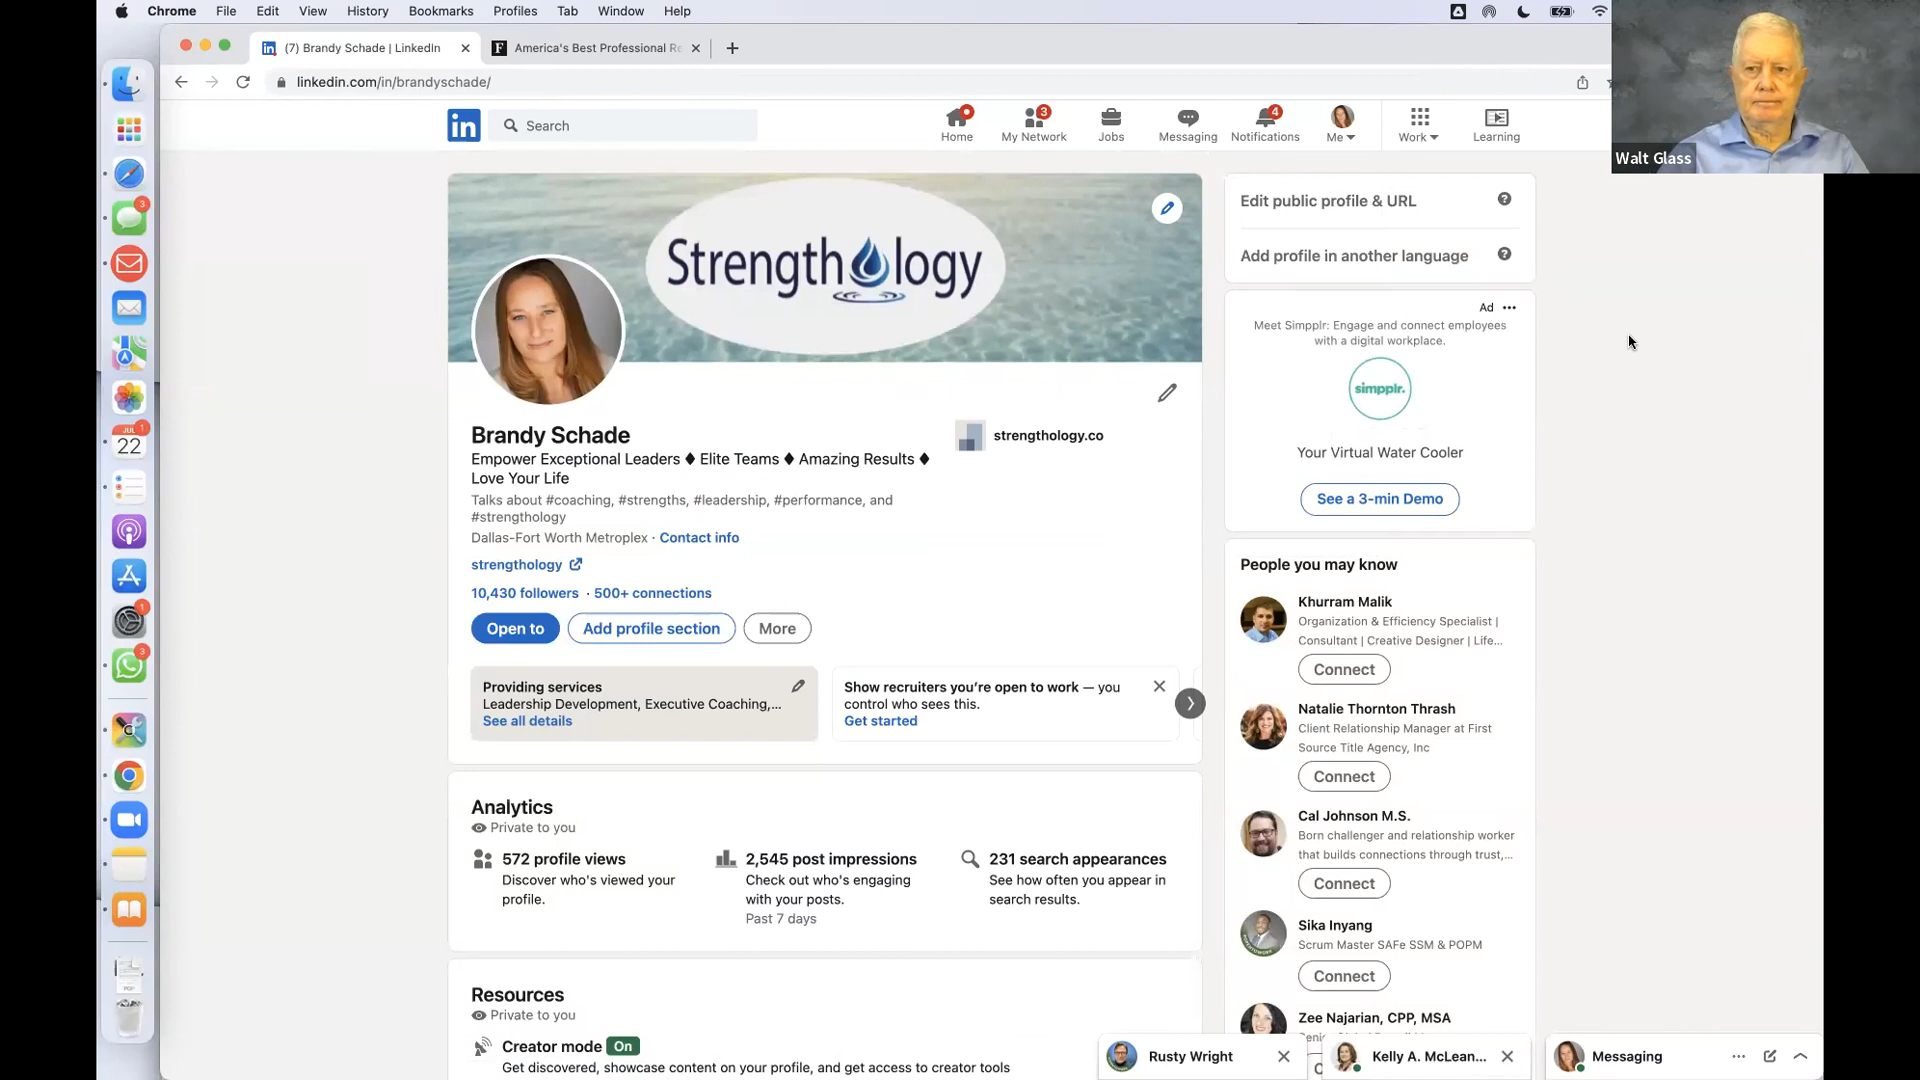 Chrome File Edit View History Bookmarks Profiles Tab Window Help
(7) Brandy Schade | LinkedIn
America's Best Professional Re
linkedin.com/in/brandyschade/
Walt Glass
in
Search
Home
3
My Network
Jobs
Messaging
4
Notifications
Me
Work
Learning
3
JUL 1
22
1
3
Strengthology
Brandy Schade
strengthology.co
Empower Exceptional Leaders ♦ Elite Teams ♦ Amazing Results ♦
Love Your Life
Talks about #coaching, #strengths, #leadership, #performance, and
#strengthology
Dallas-Fort Worth Metroplex · Contact info
strengthology
10,430 followers · 500+ connections
Open to
Add profile section
More
Providing services
Leadership Development, Executive Coaching,...
See all details
Show recruiters you're open to work — you
control who sees this.
Get started
Analytics
Private to you
572 profile views
Discover who's viewed your
profile.
2,545 post impressions
Check out who's engaging
with your posts.
Past 7 days
231 search appearances
See how often you appear in
search results.
Resources
Private to you
Creator mode On
Get discovered, showcase content on your profile, and get access to creator tools
Edit public profile & URL
Add profile in another language
Ad
Meet Simpplr: Engage and connect employees
with a digital workplace.
simpplr.
Your Virtual Water Cooler
See a 3-min Demo
People you may know
Khurram Malik
Organization & Efficiency Specialist |
Consultant | Creative Designer | Life...
Connect
Natalie Thornton Thrash
Client Relationship Manager at First
Source Title Agency, Inc
Connect
Cal Johnson M.S.
Born challenger and relationship worker
that builds connections through trust,...
Connect
Sika Inyang
Scrum Master SAFe SSM & POPM
Connect
Zee Najarian, CPP, MSA
Rusty Wright
Kelly A. McLean...
Messaging